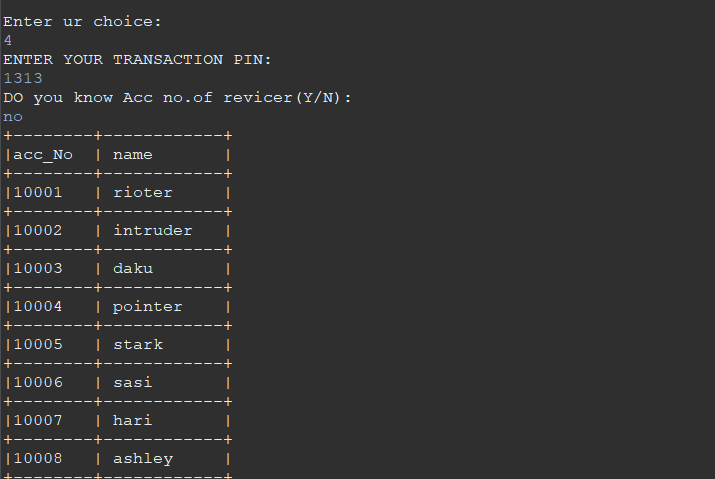 Enter ur choice:
4
ENTER YOUR TRANSACTION PIN:
1313
DO you know Acc no.of revicer(Y/N):
no
+--------+------------+
|acc_No  | name       |
+--------+------------+
|10001   | rioter     |
+--------+------------+
|10002   | intruder   |
+--------+------------+
|10003   | daku       |
+--------+------------+
|10004   | pointer    |
+--------+------------+
|10005   | stark      |
+--------+------------+
|10006   | sasi       |
+--------+------------+
|10007   | hari       |
+--------+------------+
|10008   | ashley     |
+--------+------------+